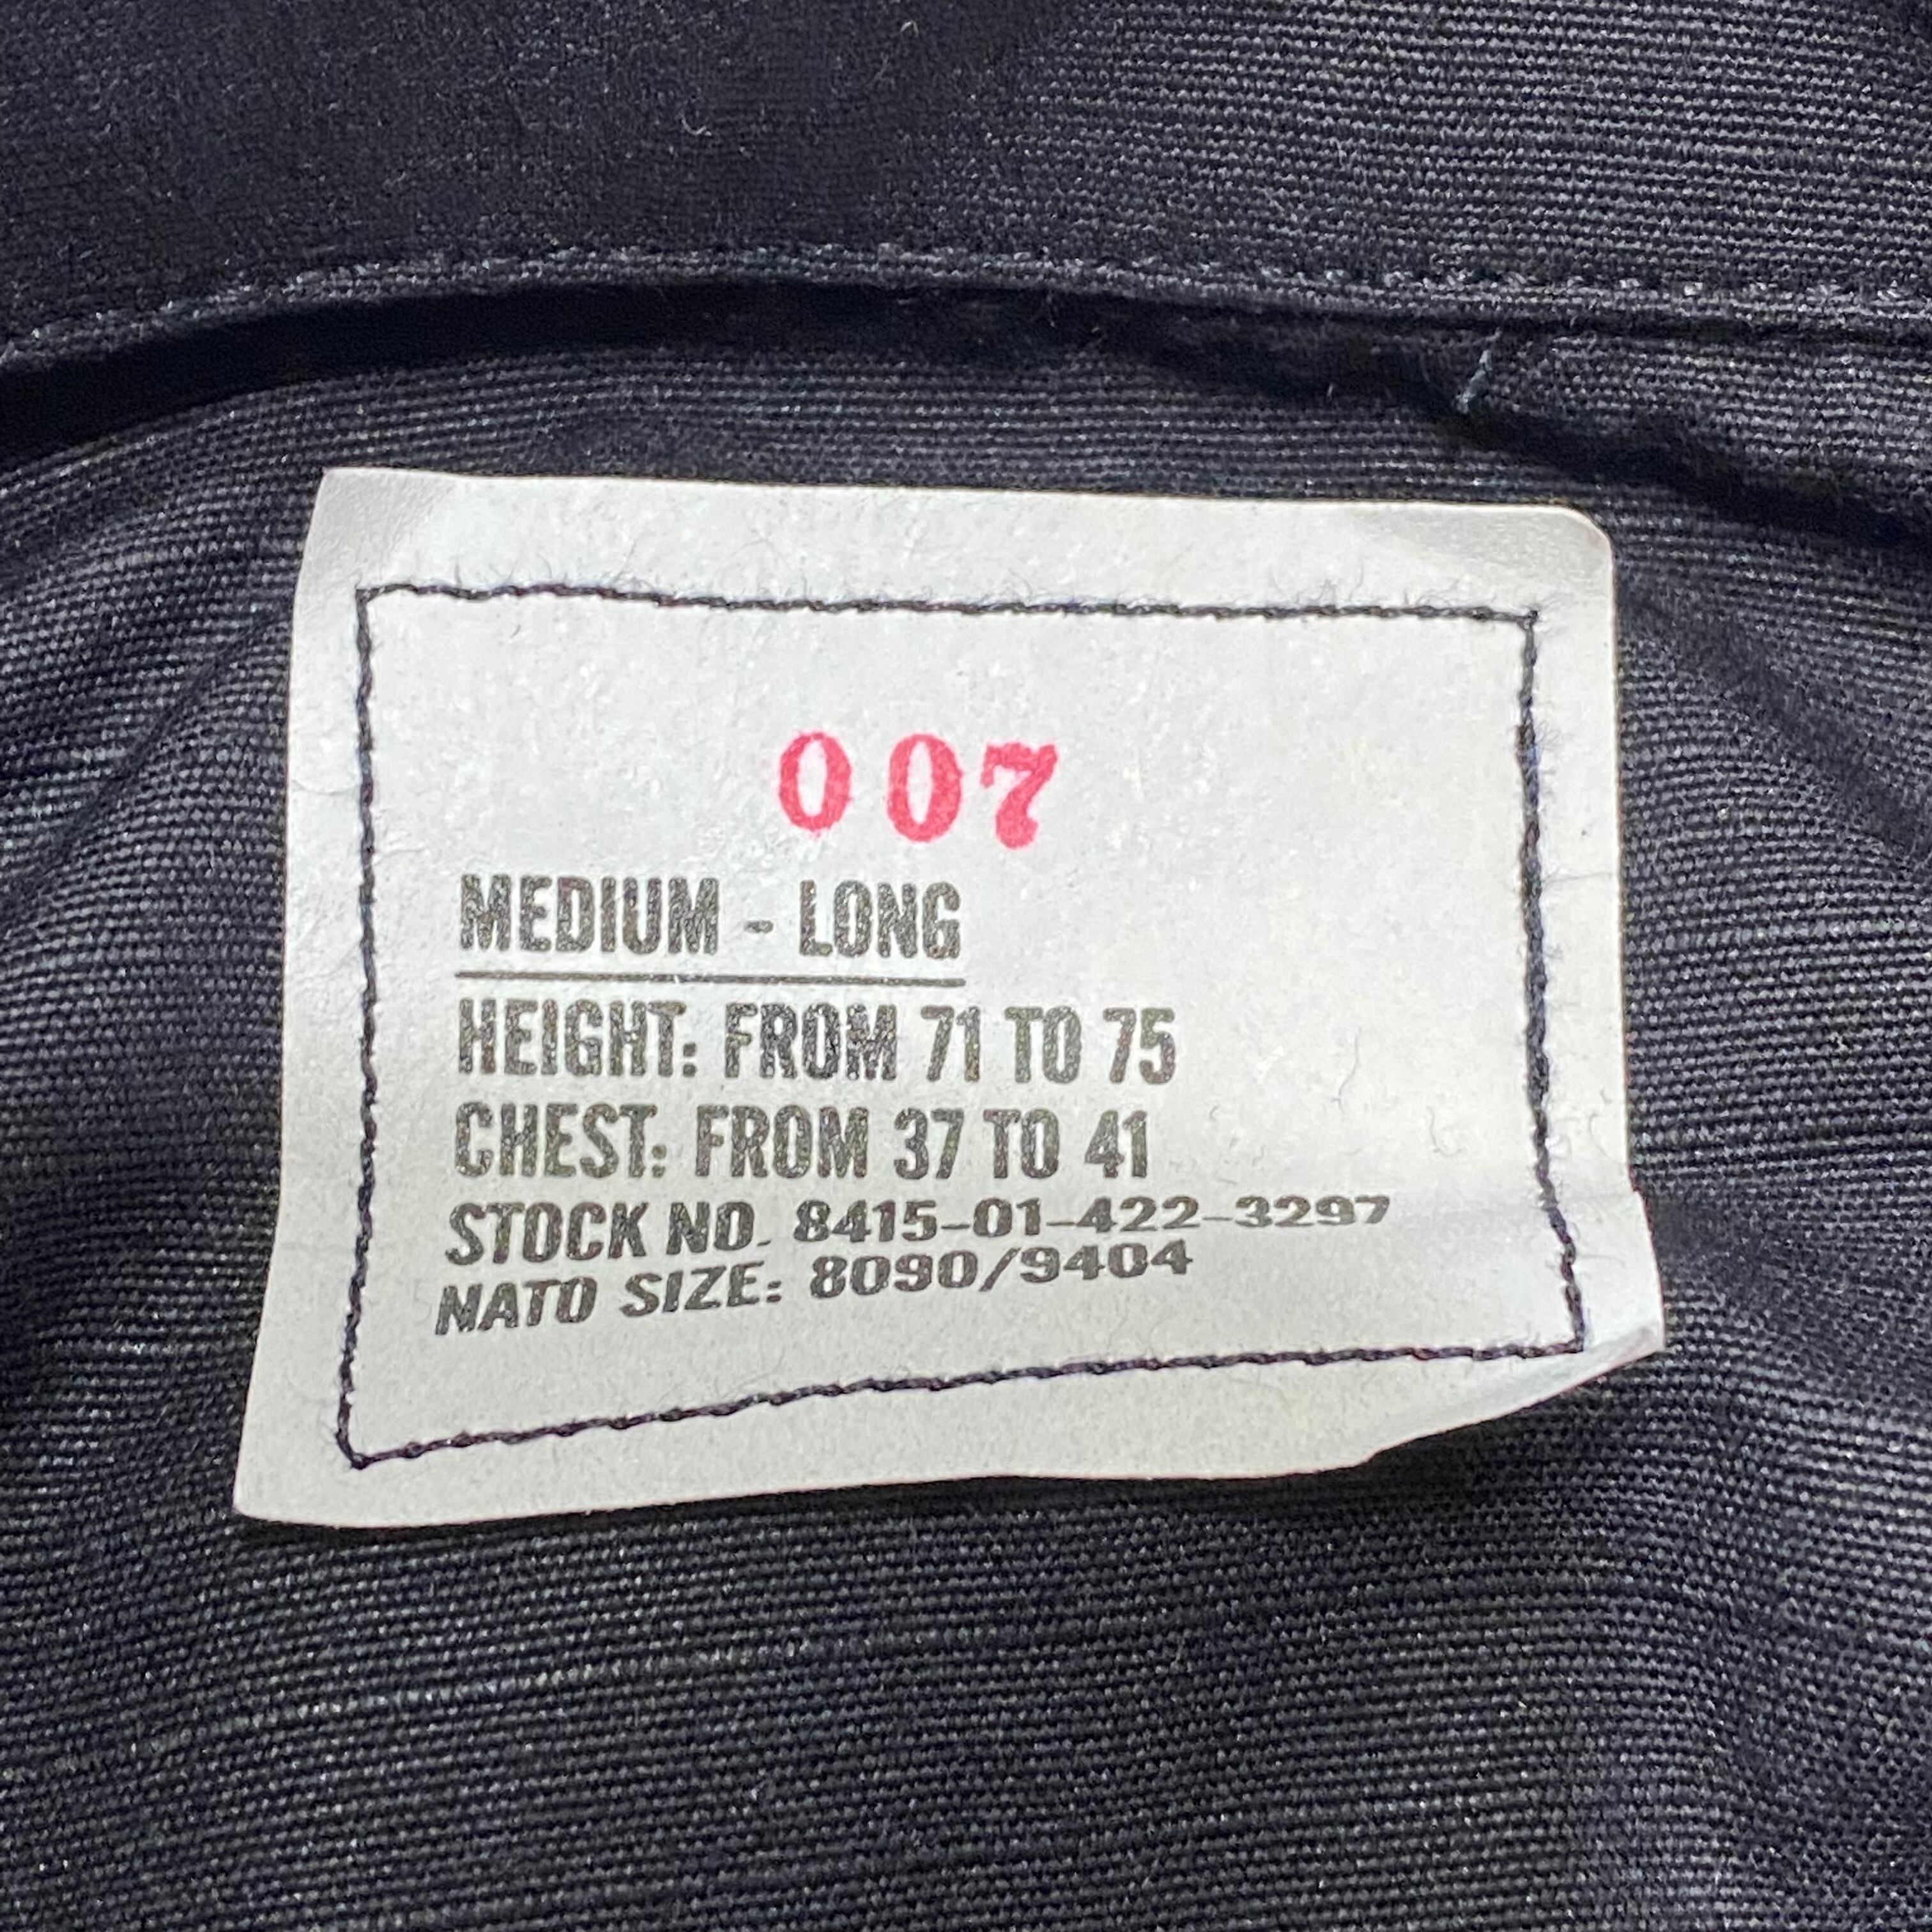 007
MEDIUM - LONG
HEIGHT: FROM 71 TO 75
CHEST: FROM 37 TO 41
STOCK NO. 8415-01-422-3297
NATO SIZE: 8090/9404